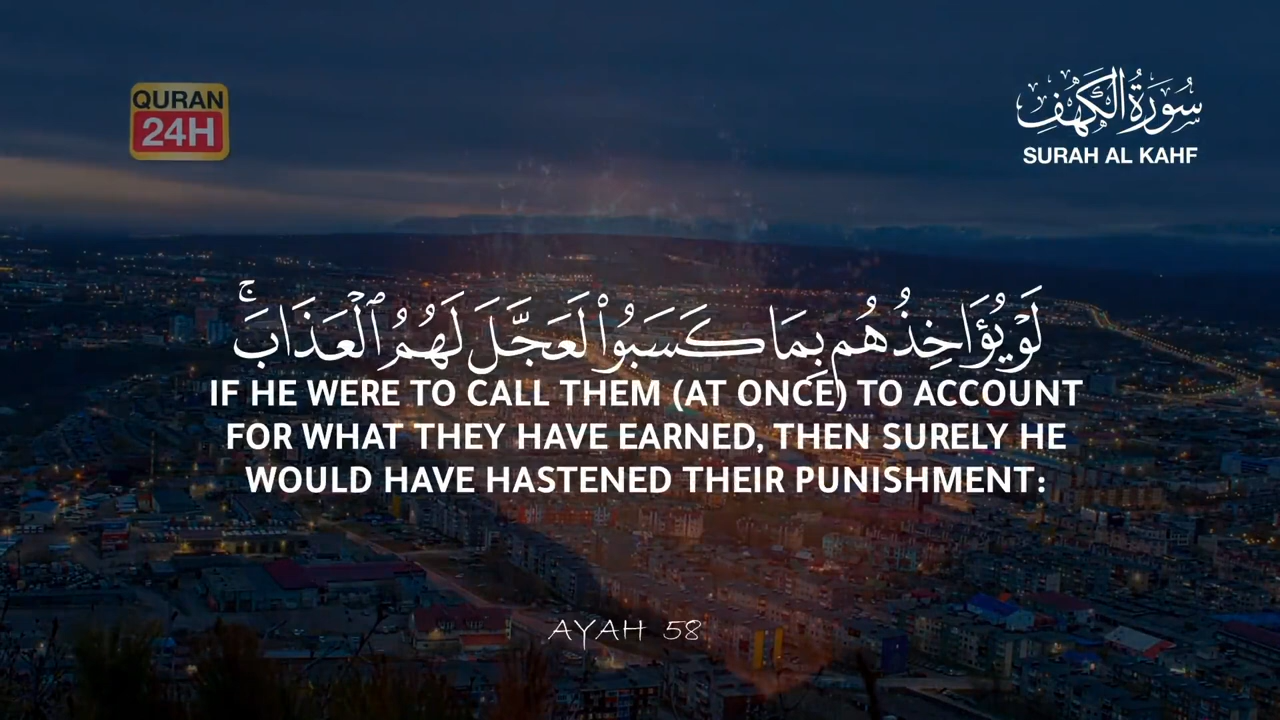 QURAN
24H
سُورَةُ الكَهْفِ
SURAH AL KAHF
لَوْ يُؤَاخِذُهُم بِمَا كَسَبُوا۟ لَعَجَّلَ لَهُمُ ٱلْعَذَابَ ۚ
IF HE WERE TO CALL THEM (AT ONCE) TO ACCOUNT
FOR WHAT THEY HAVE EARNED, THEN SURELY HE
WOULD HAVE HASTENED THEIR PUNISHMENT:
AYAH 58